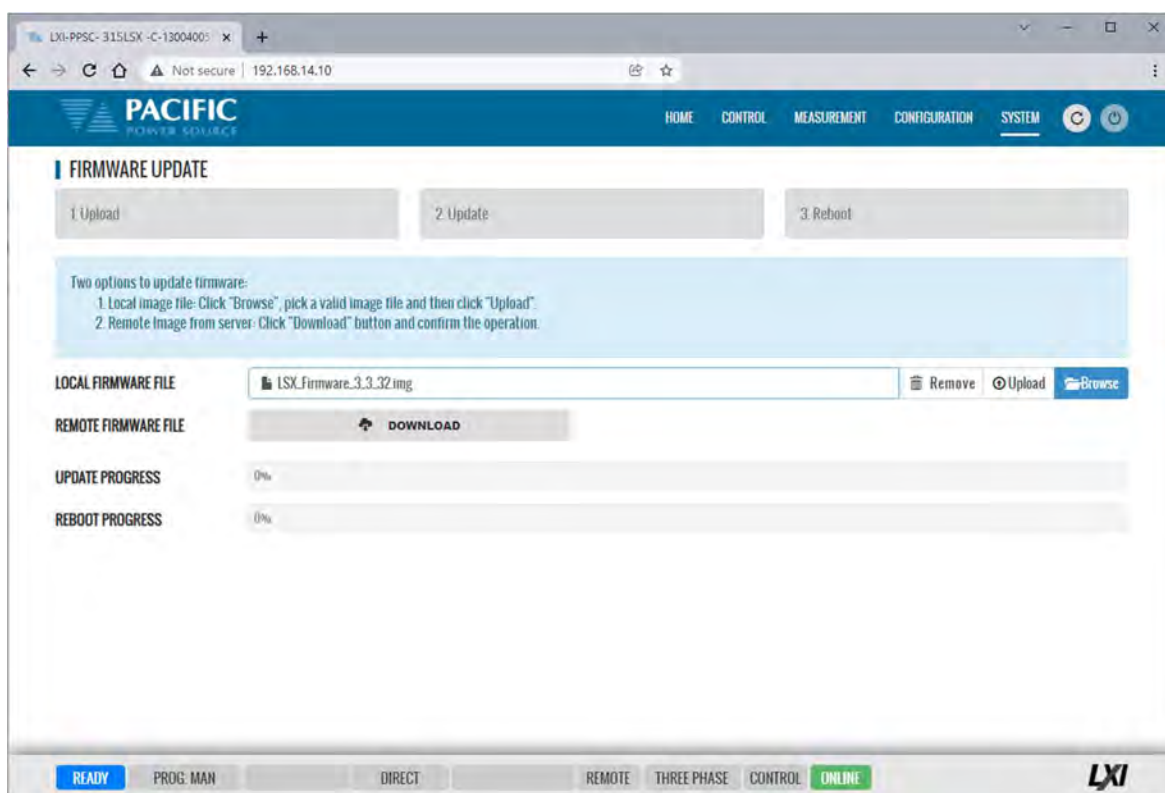 LXI-PPSC- 315LSX -C-13004005
Not secure 192.168.14.10
PACIFIC
POWER SOURCE
HOME CONTROL MEASUREMENT CONFIGURATION SYSTEM
FIRMWARE UPDATE
1. Upload 2. Update 3. Reboot
Two options to update firmware:
1. Local image file: Click "Browse", pick a valid image file and then click "Upload".
2. Remote Image from server: Click "Download" button and confirm the operation.
LOCAL FIRMWARE FILE LSX_Firmware_3_3_32.img Remove Upload Browse
REMOTE FIRMWARE FILE DOWNLOAD
UPDATE PROGRESS 0%
REBOOT PROGRESS 0%
READY PROG. MAN DIRECT REMOTE THREE PHASE CONTROL ONLINE LXI